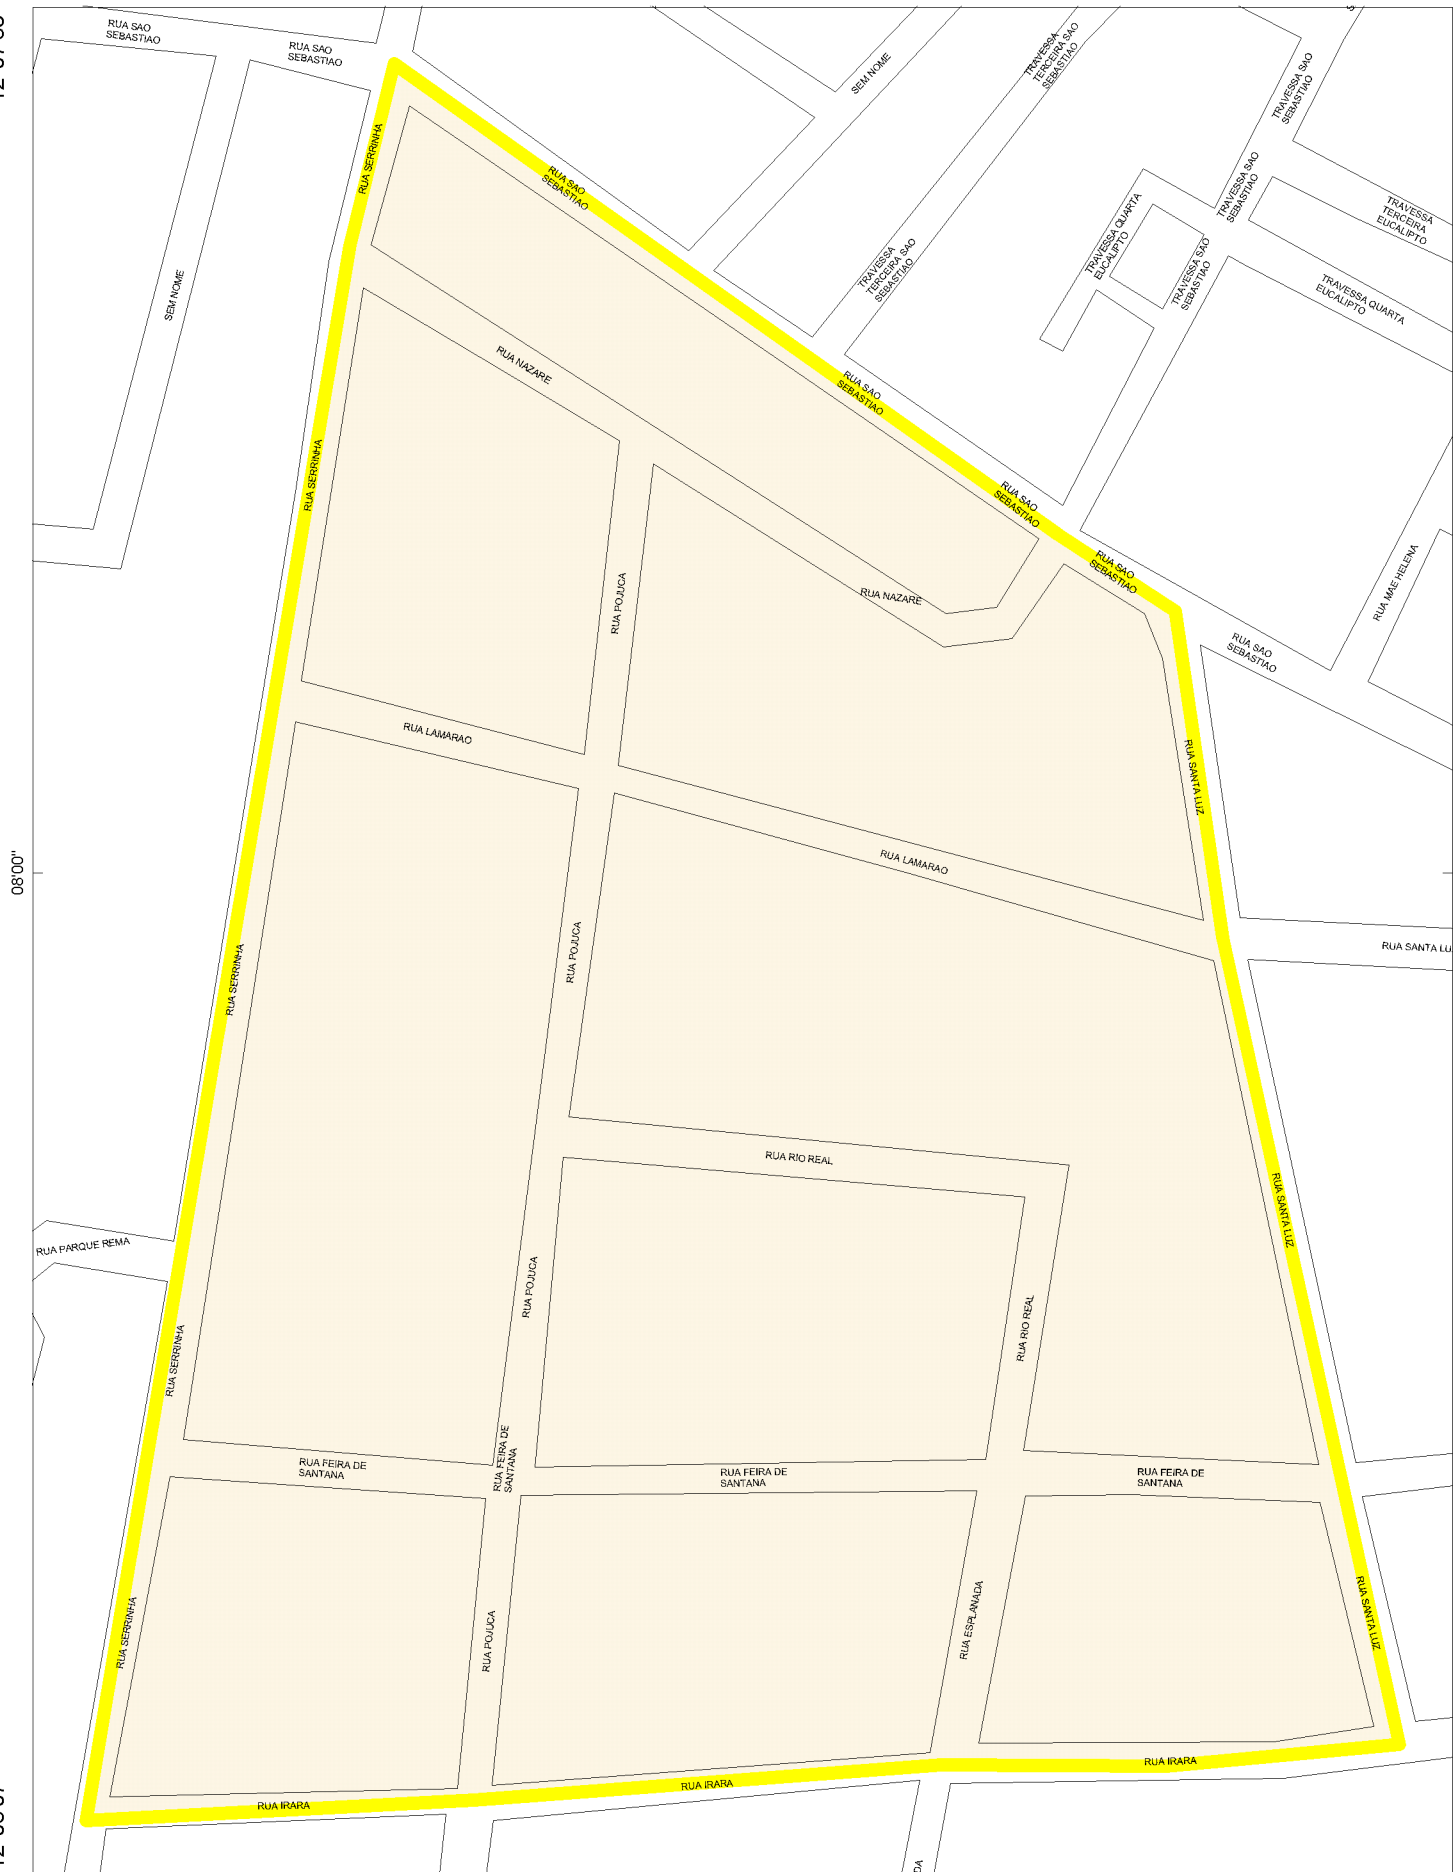 RUA SAO
SEBASTIAO
RUA SAO
SEBASTIAO
SEM NOME
TRAVESSA
TERCEIRA SAO
SEBASTIAO
TRAVESSA SAO
SEBASTIAO
RUA SERRINHA
RUA SAO
SEBASTIAO
TRAVESSA SAO
SEBASTIAO
TRAVESSA
TERCEIRA
EUCALIPTO
TRAVESSA QUARTA
EUCALIPTO
TRAVESSA
TERCEIRA SAO
SEBASTIAO
TRAVESSA SAO
SEBASTIAO
TRAVESSA QUARTA
EUCALIPTO
SEM NOME
RUA NAZARE
RUA SAO
SEBASTIAO
RUA SERRINHA
RUA SAO
SEBASTIAO
RUA SAO
SEBASTIAO
RUA MAE HELENA
RUA POJUCA
RUA NAZARE
RUA SAO
SEBASTIAO
RUA LAMARAO
RUA SANTA LUZ
RUA LAMARAO
08'00"
RUA POJUCA
RUA SANTA LU
RUA SERRINHA
RUA RIO REAL
RUA SANTA LUZ
RUA PARQUE REMA
RUA POJUCA
RUA RIO REAL
RUA SERRINHA
RUA FEIRA DE
SANTANA
RUA FEIRA DE
SANTANA
RUA FEIRA DE
SANTANA
RUA FEIRA DE
SANTANA
RUA SERRINHA
RUA POJUCA
RUA ESPLANADA
RUA SANTA LUZ
RUA IRARA
RUA IRARA
RUA IRARA
DA